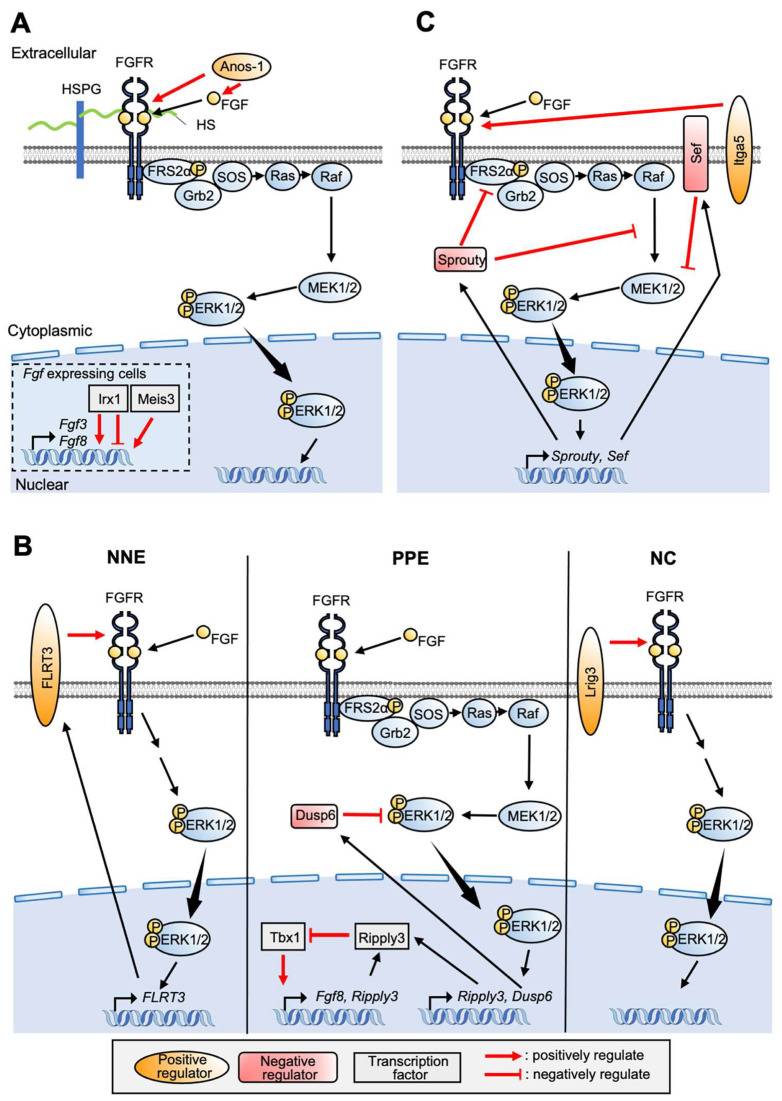 A
Extracellular
FGFR
Anos-1
HSPG
FGF
HS
FRS2α
P
SOS
Ras
Raf
Grb2
MEK1/2
P
P
ERK1/2
Cytoplasmic
Fgf expressing cells
Irx1
Meis3
Fgf3
Fgf8
P
P
ERK1/2
Nuclear
C
FGFR
FGF
Sef
Itga5
FRS2α
P
SOS
Ras
Raf
Grb2
Sprouty
MEK1/2
P
P
ERK1/2
P
P
ERK1/2
Sprouty, Sef
B
NNE
FGFR
FLRT3
FGF
P
P
ERK1/2
P
P
ERK1/2
FLRT3
PPE
FGFR
FGF
FRS2α
P
SOS
Ras
Raf
Grb2
Dusp6
P
P
ERK1/2
MEK1/2
P
P
ERK1/2
Tbx1
Ripply3
Fgf8, Ripply3
Ripply3, Dusp6
NC
FGFR
Lrig3
P
P
ERK1/2
P
P
ERK1/2
Positive
regulator
Negative
regulator
Transcription
factor
: positively regulate
: negatively regulate